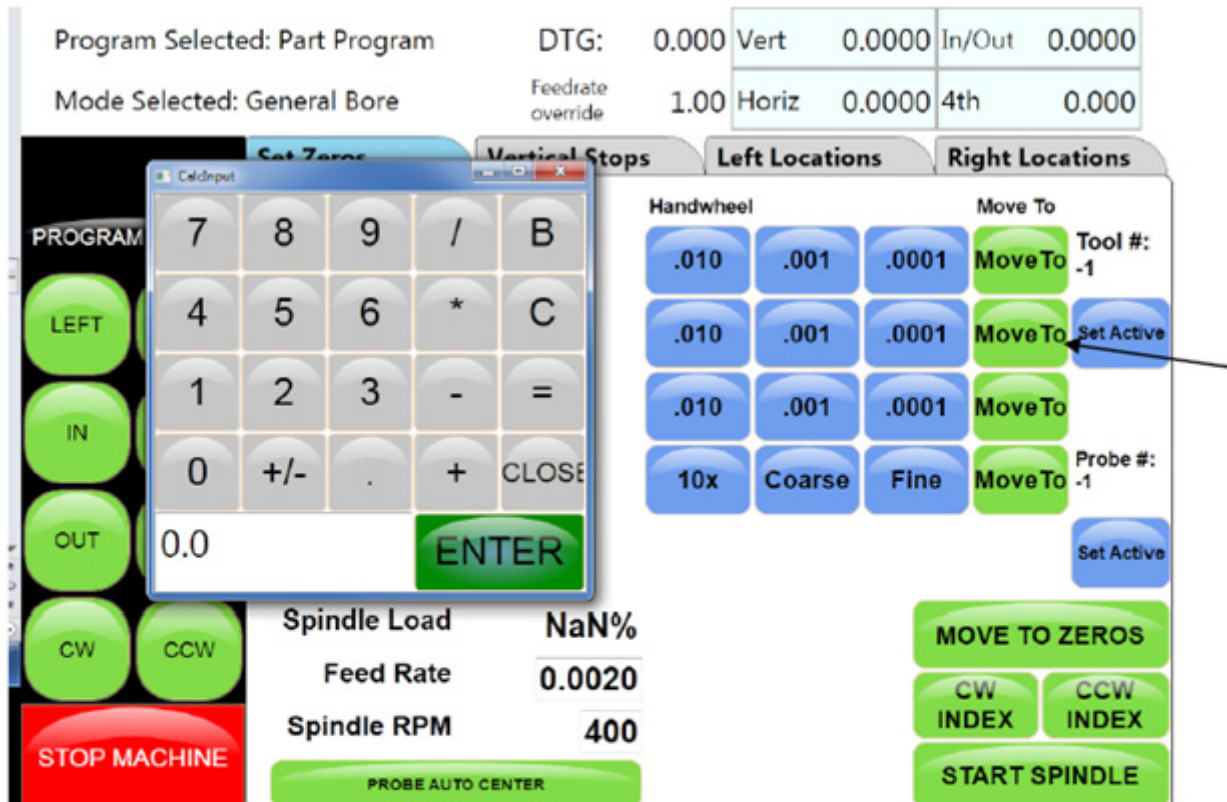 Program Selected: Part Program DTG: 0.000 Vert 0.0000 In/Out 0.0000
Mode Selected: General Bore Feedrate override 1.00 Horiz 0.0000 4th 0.000
Set Zeros Vertical Stops Left Locations Right Locations
CalcInput
7 8 9 / B
4 5 6 * C
1 2 3 - =
0 +/- . + CLOSE
0.0 ENTER
PROGRAM
LEFT
IN
OUT
CW CCW
STOP MACHINE
Handwheel Move To
.010 .001 .0001 MoveTo Tool #: -1
.010 .001 .0001 MoveTo Set Active
.010 .001 .0001 MoveTo
10x Coarse Fine MoveTo Probe #: -1
Set Active
Spindle Load NaN%
Feed Rate 0.0020
Spindle RPM 400
PROBE AUTO CENTER
MOVE TO ZEROS
CW INDEX CCW INDEX
START SPINDLE